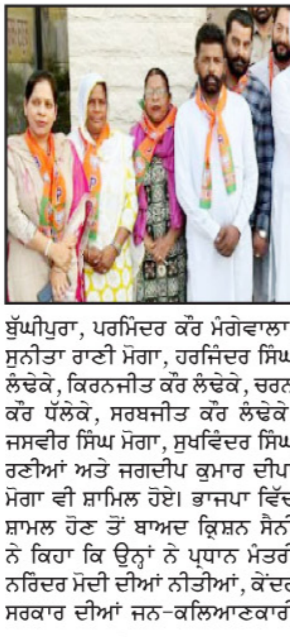 ਬੁੱਘੀਪੁਰਾ, ਪਰਮਿੰਦਰ ਕੌਰ ਮੰਗੇਵਾਲਾ
ਸੁਨੀਤਾ ਰਾਣੀ ਮੋਗਾ, ਹਰਜਿੰਦਰ ਸਿੰਘ
ਲੰਢੇਕੇ, ਕਿਰਨਜੀਤ ਕੌਰ ਲੰਢੇਕੇ, ਚਰਨ
ਕੌਰ ਧੱਲੇਕੇ, ਸਰਬਜੀਤ ਕੌਰ ਲੰਢੇਕੇ
ਜਸਵੀਰ ਸਿੰਘ ਮੋਗਾ, ਸੁਖਵਿੰਦਰ ਸਿੰਘ
ਰਣੀਆਂ ਅਤੇ ਜਗਦੀਪ ਕੁਮਾਰ ਦੀਪਾ
ਮੋਗਾ ਵੀ ਸ਼ਾਮਿਲ ਹੋਏ। ਭਾਜਪਾ ਵਿੱਚ
ਸ਼ਾਮਲ ਹੋਣ ਤੋਂ ਬਾਅਦ ਕ੍ਰਿਸ਼ਨ ਸੈਨੀ
ਨੇ ਕਿਹਾ ਕਿ ਉਨ੍ਹਾਂ ਨੇ ਪ੍ਰਧਾਨ ਮੰਤਰੀ
ਨਰਿੰਦਰ ਮੋਦੀ ਦੀਆਂ ਨੀਤੀਆਂ, ਕੇਂਦਰ
ਸਰਕਾਰ ਦੀਆਂ ਜਨ-ਕਲਿਆਣਕਾਰੀ